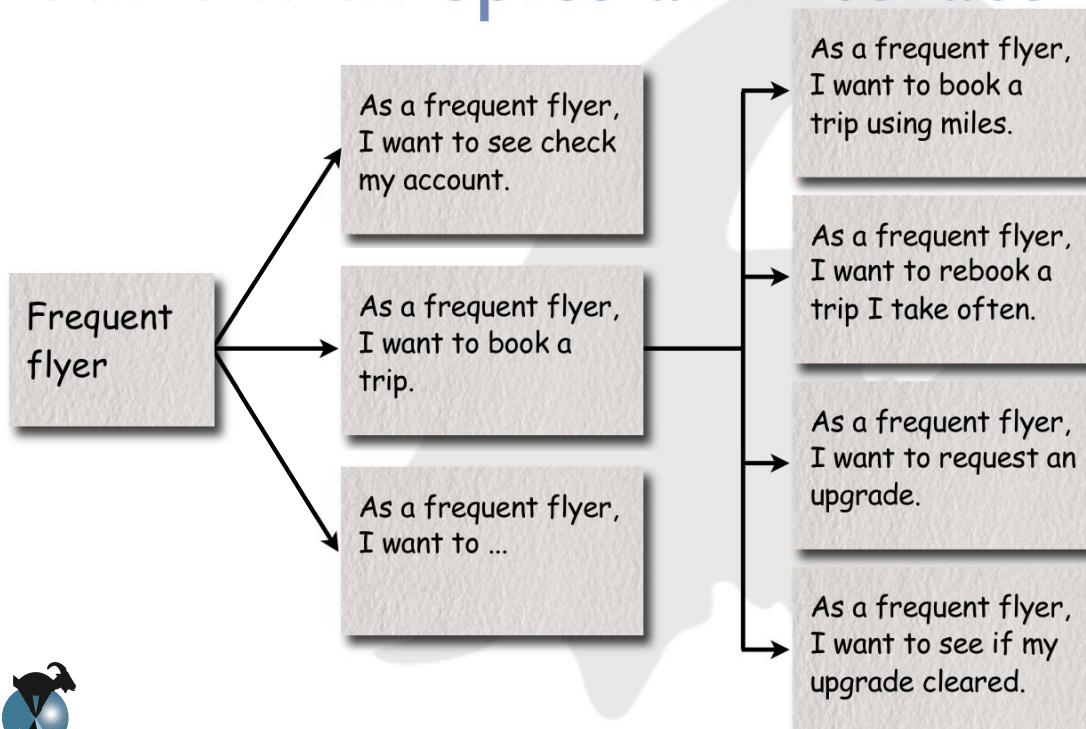 Frequent
flyer
As a frequent flyer,
I want to see check
my account.
As a frequent flyer,
I want to book a
trip.
As a frequent flyer,
I want to ...
As a frequent flyer,
I want to book a
trip using miles.
As a frequent flyer,
I want to rebook a
trip I take often.
As a frequent flyer,
I want to request an
upgrade.
As a frequent flyer,
I want to see if my
upgrade cleared.